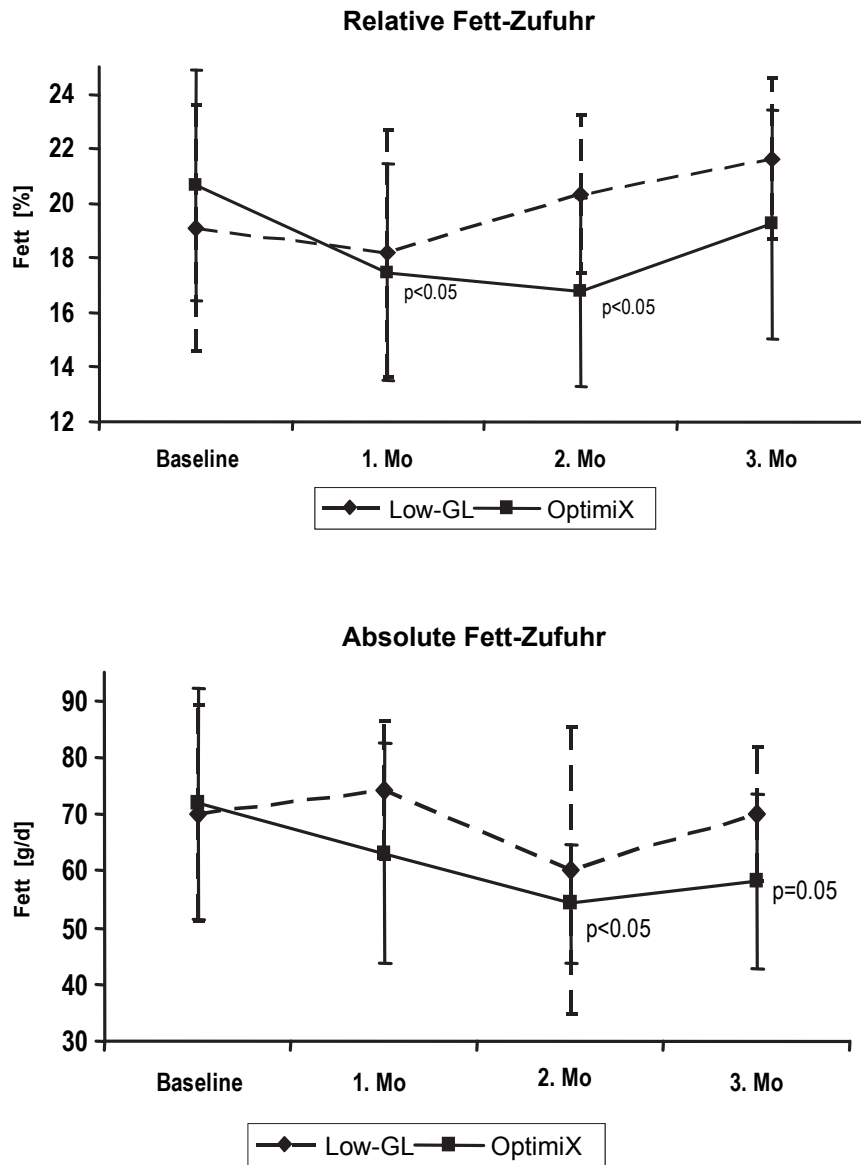 Relative Fett-Zufuhr
Fett [%]
24
22
20
18
16
14
12
p<0.05
p<0.05
Baseline 1. Mo 2. Mo 3. Mo
Low-GL OptimiX
Absolute Fett-Zufuhr
Fett [g/d]
90
80
70
60
50
40
30
p<0.05
p=0.05
Baseline 1. Mo 2. Mo 3. Mo
Low-GL OptimiX